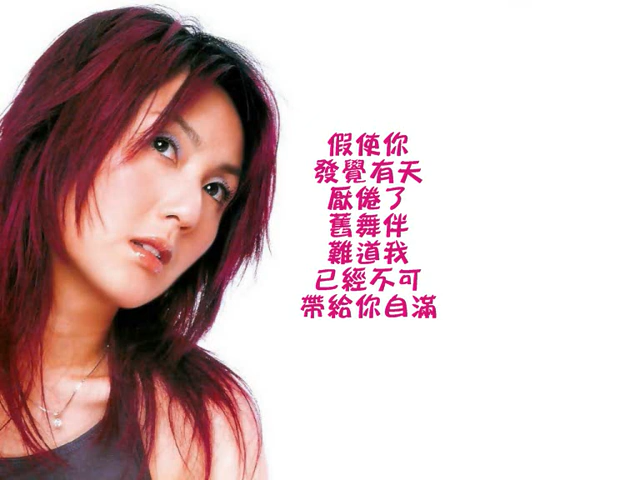 假使你
發覺有天
厭倦了
舊舞伴
難道我
已經不可
帶給你自滿